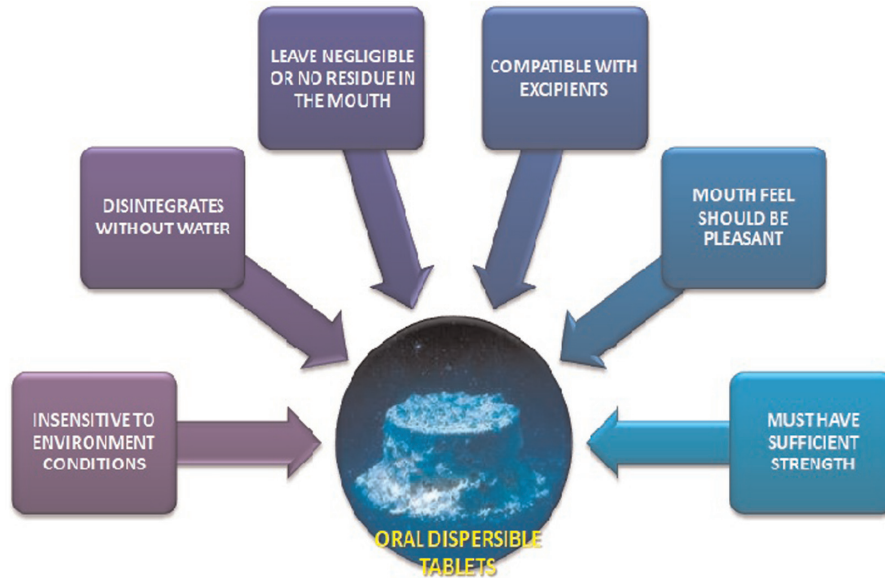 LEAVE NEGLIGIBLE
OR NO RESIDUE IN
THE MOUTH
COMPATIBLE WITH
EXCIPIENTS
DISINTEGRATES
WITHOUT WATER
MOUTH FEEL
SHOULD BE
PLEASANT
INSENSITIVE TO
ENVIRONMENT
CONDITIONS
MUST HAVE
SUFFICIENT
STRENGTH
ORAL DISPERSIBLE
TABLETS